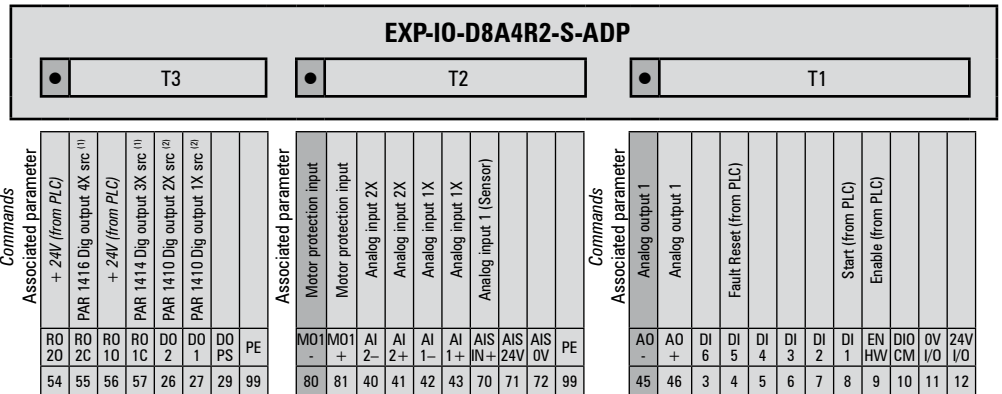 EXP-IO-D8A4R2-S-ADP
T3
T2
T1
Commands
Associated parameter
+ 24V (from PLC)
PAR 1416 Dig output 4X src (1)
+ 24V (from PLC)
PAR 1414 Dig output 3X src (1)
PAR 1410 Dig output 2X src (2)
PAR 1410 Dig output 1X src (2)
RO 20
RO 2C
RO 10
RO 1C
DO 2
DO 1
DO PS
PE
54 55 56 57 26 27 29 99
Associated parameter
Motor protection input
Motor protection input
Analog input 2X
Analog input 2X
Analog input 1X
Analog input 1X
Analog input 1 (Sensor)
M01 -
M01 +
AI 2–
AI 2+
AI 1–
AI 1+
AIS IN+
AIS 24V
AIS 0V
PE
80 81 40 41 42 43 70 71 72 99
Commands
Associated parameter
Analog output 1
Analog output 1
Fault Reset (from PLC)
Start (from PLC)
Enable (from PLC)
AO -
AO +
DI 6
DI 5
DI 4
DI 3
DI 2
DI 1
EN HW
DIO CM
0V I/O
24V I/O
45 46 3 4 5 6 7 8 9 10 11 12